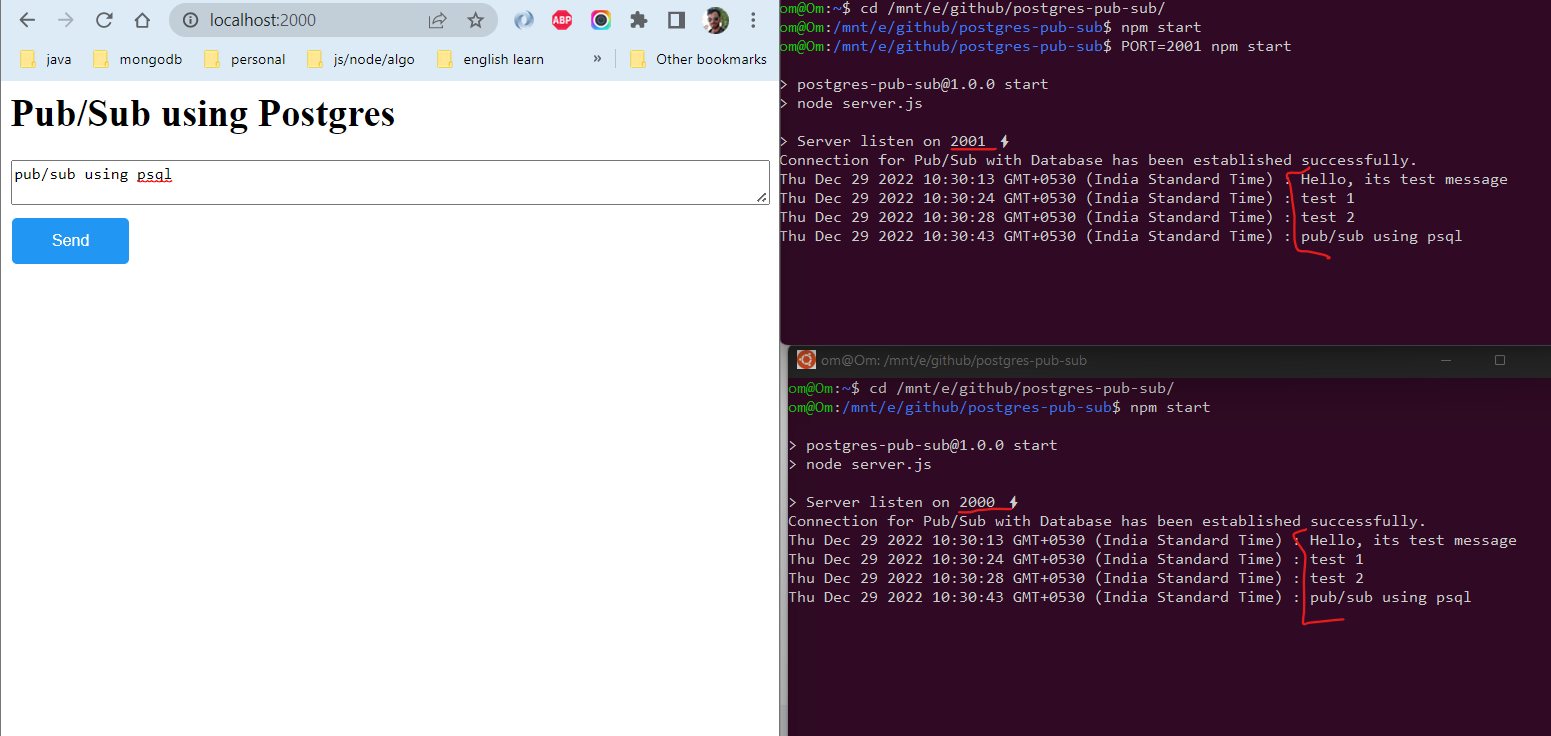 localhost:2000
ABP
java
mongodb
personal
js/node/algo
english learn
»
Other bookmarks
Pub/Sub using Postgres
pub/sub using psql
Send
om@Om:~$ cd /mnt/e/github/postgres-pub-sub/
om@Om:/mnt/e/github/postgres-pub-sub$ npm start
om@Om:/mnt/e/github/postgres-pub-sub$ PORT=2001 npm start
> postgres-pub-sub@1.0.0 start
> node server.js
> Server listen on 2001 ⚡
Connection for Pub/Sub with Database has been established successfully.
Thu Dec 29 2022 10:30:13 GMT+0530 (India Standard Time) : Hello, its test message
Thu Dec 29 2022 10:30:24 GMT+0530 (India Standard Time) : test 1
Thu Dec 29 2022 10:30:28 GMT+0530 (India Standard Time) : test 2
Thu Dec 29 2022 10:30:43 GMT+0530 (India Standard Time) : pub/sub using psql
om@Om: /mnt/e/github/postgres-pub-sub
om@Om:~$ cd /mnt/e/github/postgres-pub-sub/
om@Om:/mnt/e/github/postgres-pub-sub$ npm start
> postgres-pub-sub@1.0.0 start
> node server.js
> Server listen on 2000 ⚡
Connection for Pub/Sub with Database has been established successfully.
Thu Dec 29 2022 10:30:13 GMT+0530 (India Standard Time) : Hello, its test message
Thu Dec 29 2022 10:30:24 GMT+0530 (India Standard Time) : test 1
Thu Dec 29 2022 10:30:28 GMT+0530 (India Standard Time) : test 2
Thu Dec 29 2022 10:30:43 GMT+0530 (India Standard Time) : pub/sub using psql